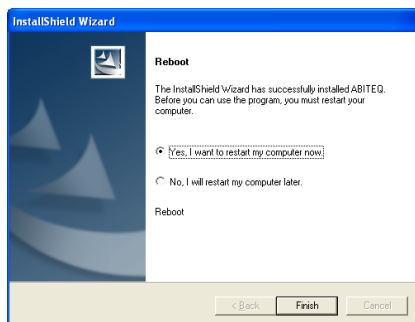 InstallShield Wizard
Reboot
The InstallShield Wizard has successfully installed ABITEQ.
Before you can use the program, you must restart your
computer.
Yes, I want to restart my computer now.
No, I will restart my computer later.
Reboot
< Back Finish Cancel